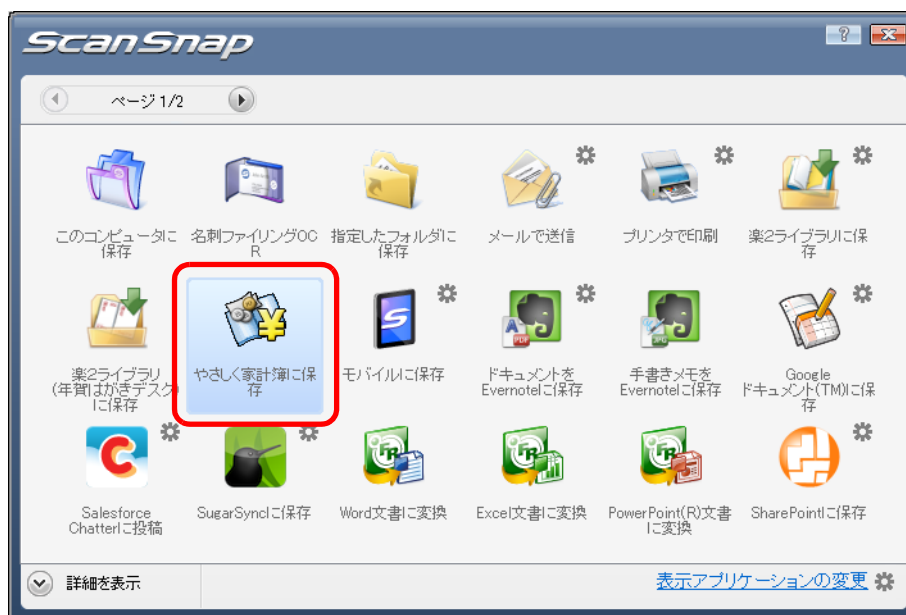 ScanSnap
ページ 1/2
このコンピュータに
保存
名刺ファイリングOC
R
指定したフォルダに
保存
メールで送信
プリンタで印刷
楽2ライブラリに保
存
楽2ライブラリ
(年賀はがきデスク)
に保存
やさしく家計簿に保
存
モバイルに保存
ドキュメントを
Evernoteに保存
手書きメモを
Evernoteに保存
Google
ドキュメント(TM)に保
存
Salesforce
Chatterに投稿
SugarSyncに保存
Word文書に変換
Excel文書に変換
PowerPoint(R)文書
に変換
SharePointに保存
詳細を表示
表示アプリケーションの変更